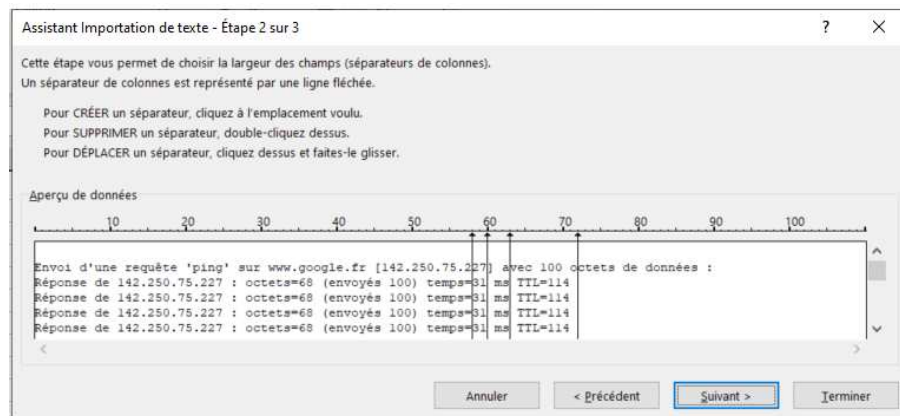 Assistant Importation de texte - Étape 2 sur 3 ? ×
Cette étape vous permet de choisir la largeur des champs (séparateurs de colonnes).
Un séparateur de colonnes est représenté par une ligne fléchée.
Pour CRÉER un séparateur, cliquez à l'emplacement voulu.
Pour SUPPRIMER un séparateur, double-cliquez dessus.
Pour DÉPLACER un séparateur, cliquez dessus et faites-le glisser.
Aperçu de données
10 20 30 40 50 60 70 80 90 100
Envoi d'une requête 'ping' sur www.google.fr [142.250.75.227] avec 100 octets de données :
Réponse de 142.250.75.227 : octets=68 (envoyés 100) temps=31 ms TTL=114
Réponse de 142.250.75.227 : octets=68 (envoyés 100) temps=31 ms TTL=114
Réponse de 142.250.75.227 : octets=68 (envoyés 100) temps=31 ms TTL=114
Réponse de 142.250.75.227 : octets=68 (envoyés 100) temps=31 ms TTL=114
Annuler < Précédent Suivant > Terminer